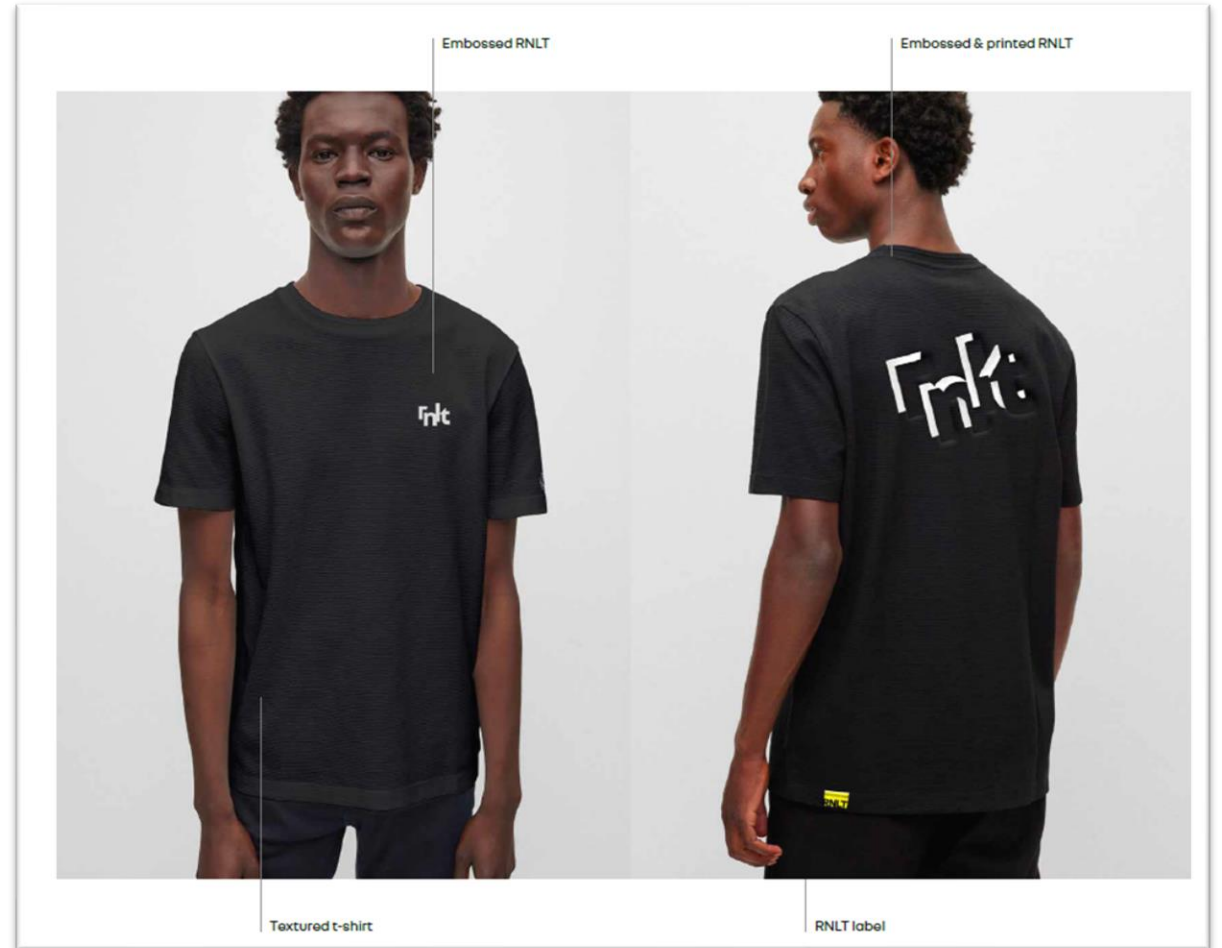 Embossed RNLT
Embossed & printed RNLT
rnlt
rnlt
RNLT
Textured t-shirt
RNLT label